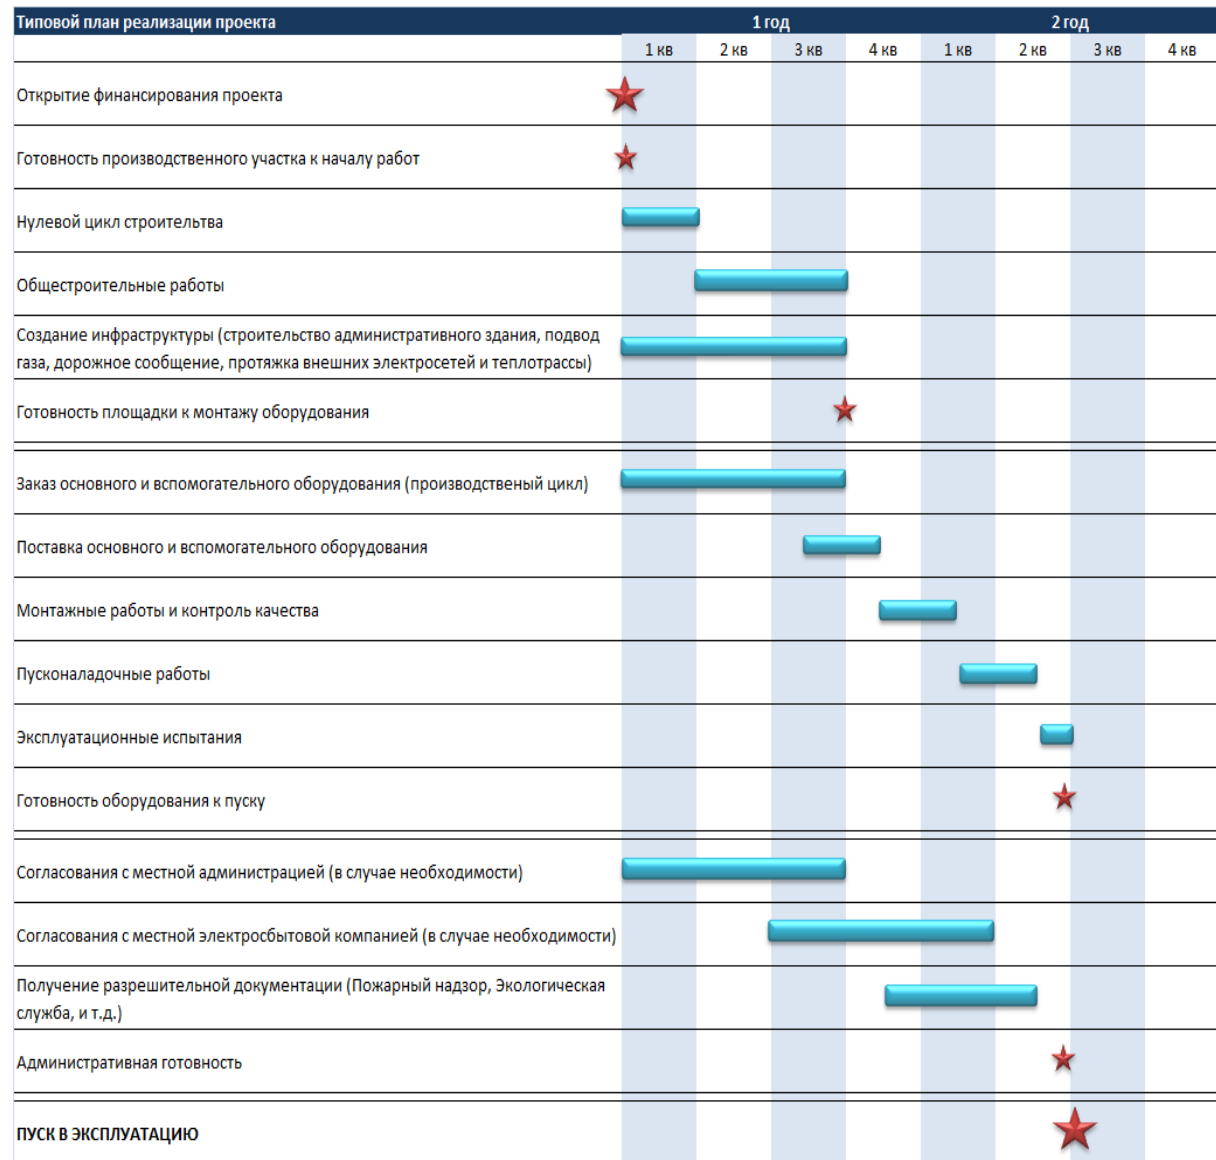 Типовой план реализации проекта 1 год 2 год
1 кв 2 кв 3 кв 4 кв 1 кв 2 кв 3 кв 4 кв
Открытие финансирования проекта
Готовность производственного участка к началу работ
Нулевой цикл строительтва
Общестроительные работы
Создание инфраструктуры (строительство административного здания, подвод
газа, дорожное сообщение, протяжка внешних электросетей и теплотрассы)
Готовность площадки к монтажу оборудования
Заказ основного и вспомогательного оборудования (производственый цикл)
Поставка основного и вспомогательного оборудования
Монтажные работы и контроль качества
Пусконаладочные работы
Эксплуатационные испытания
Готовность оборудования к пуску
Согласования с местной администрацией (в случае необходимости)
Согласования с местной электросбытовой компанией (в случае необходимости)
Получение разрешительной документации (Пожарный надзор, Экологическая
служба, и т.д.)
Административная готовность
ПУСК В ЭКСПЛУАТАЦИЮ